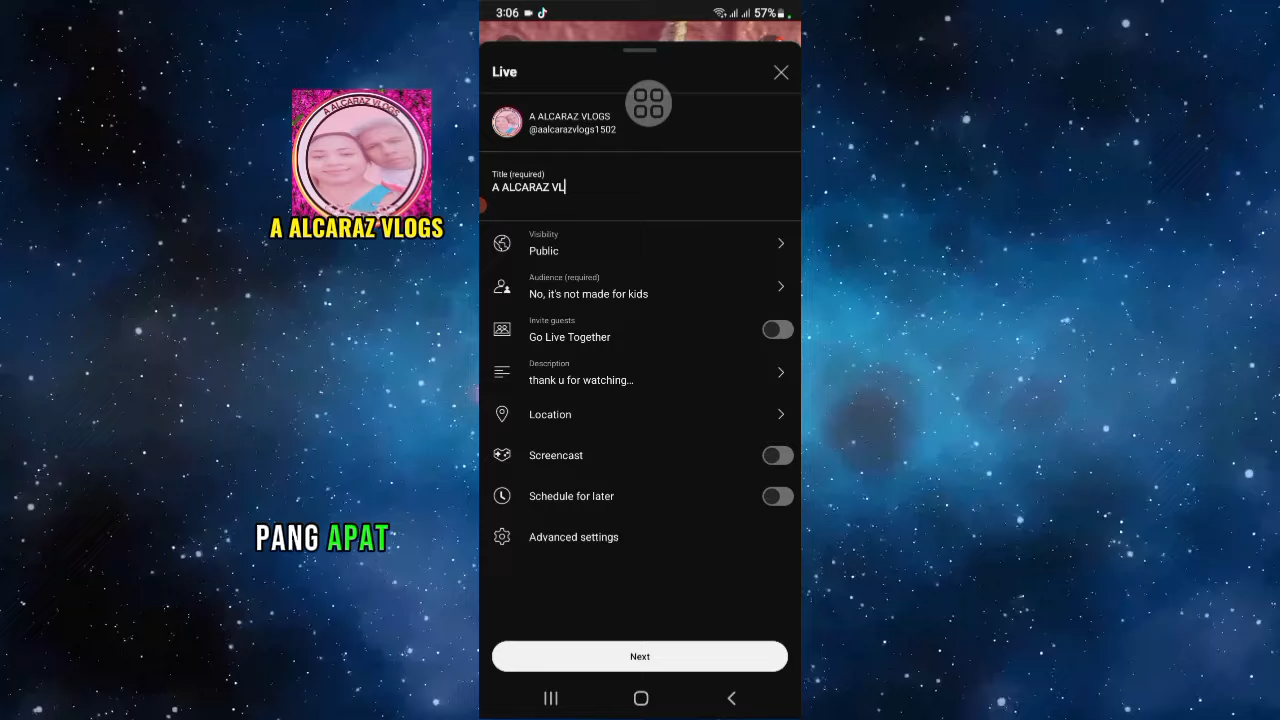 3:06
57%
Live
A ALCARAZ VLOGS
@aalcarazvlogs1502
A ALCARAZ VLOGS
A ALCARAZ VLOGS
Title (required)
A ALCARAZ VL
Visibility
Public
Audience (required)
No, it's not made for kids
Invite guests
Go Live Together
Description
thank u for watching...
Location
Screencast
Schedule for later
PANG APAT
Advanced settings
Next